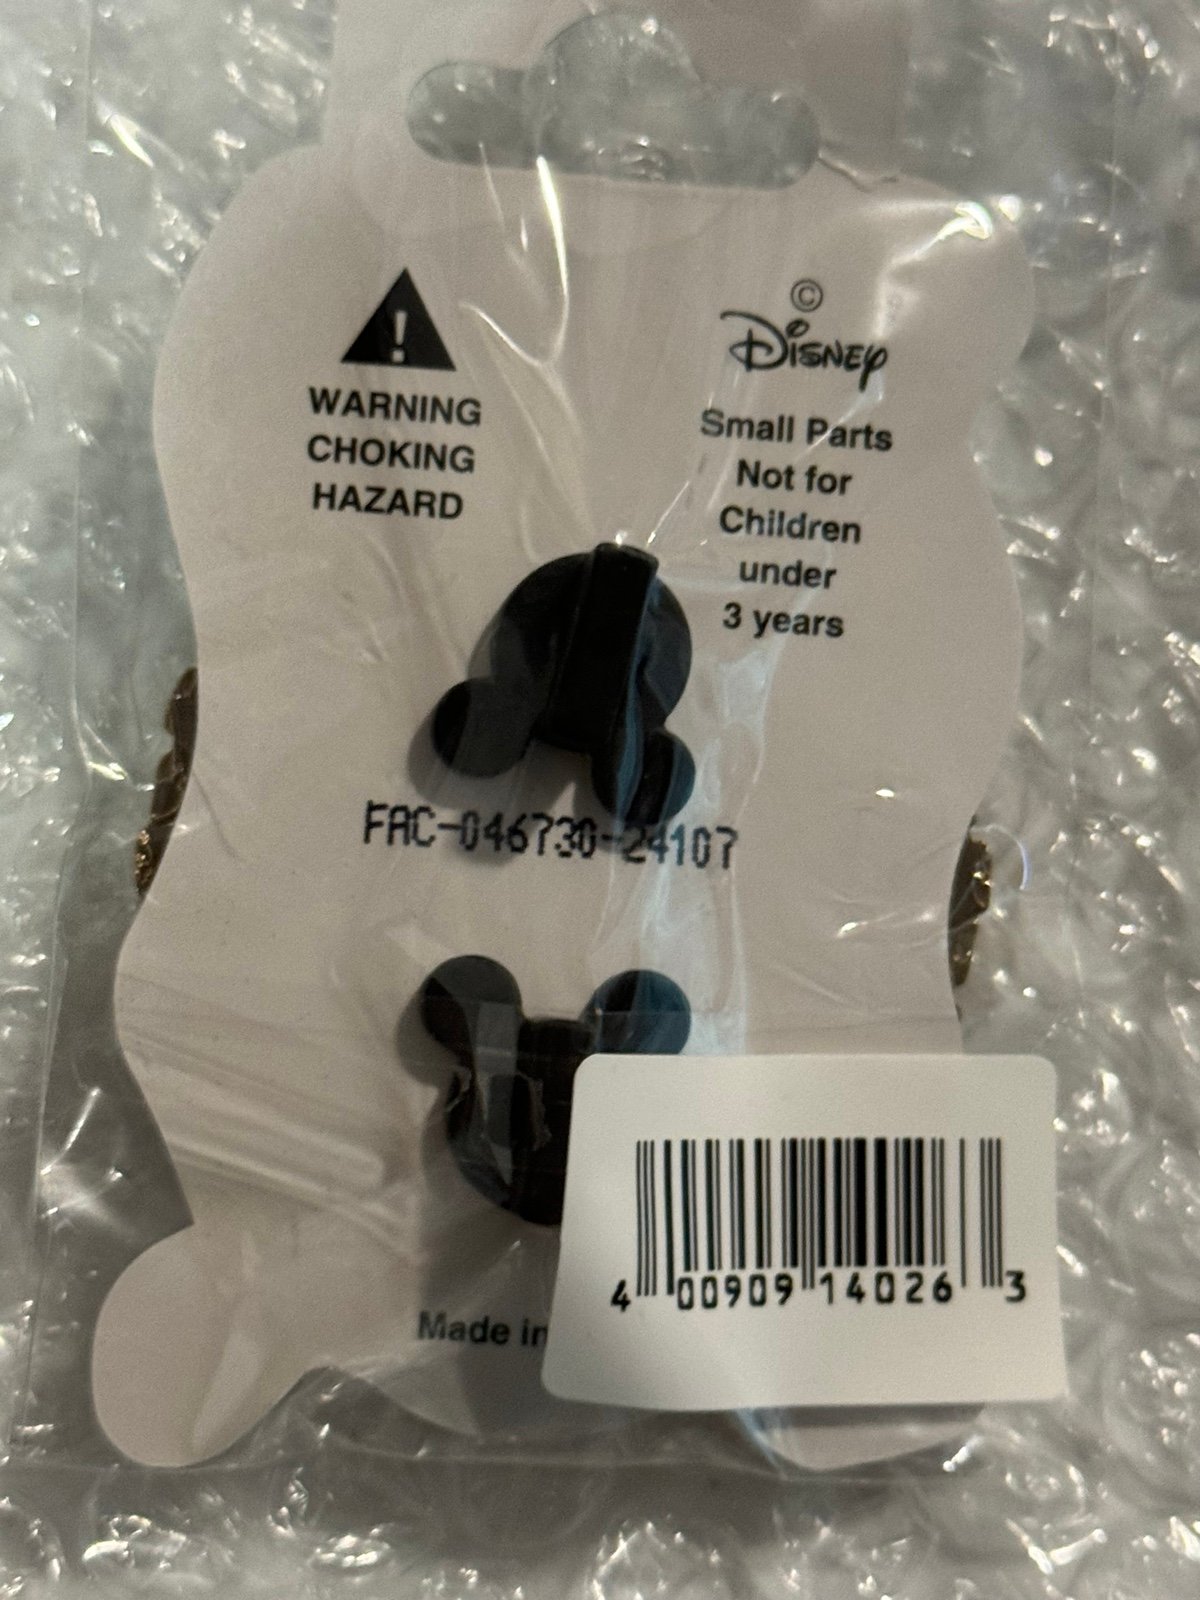 !
WARNING
CHOKING
HAZARD
©
Disney
Small Parts
Not for
Children
under
3 years
FAC-046730-24107
Made in
4 00909 14026 3